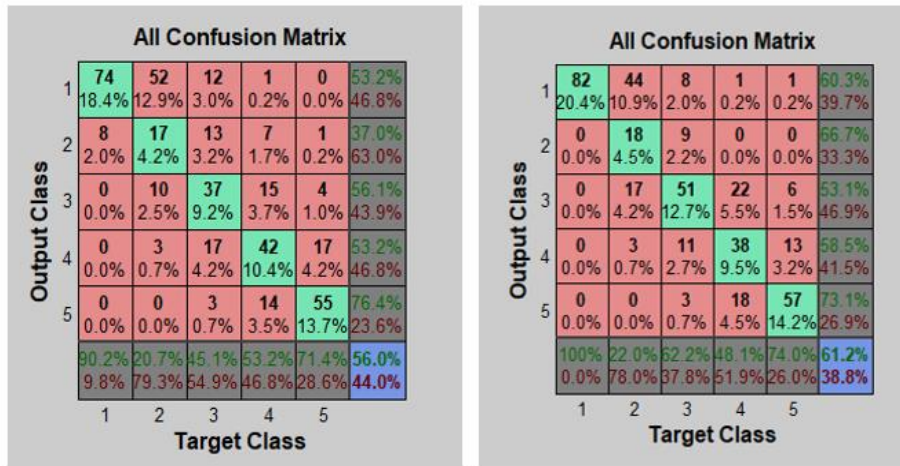 All Confusion Matrix
74 52 12 1 0 53.2%
1
18.4% 12.9% 3.0% 0.2% 0.0% 46.8%
8 17 13 7 1 37.0%
2
2.0% 4.2% 3.2% 1.7% 0.2% 63.0%
0 10 37 15 4 56.1%
3
0.0% 2.5% 9.2% 3.7% 1.0% 43.9%
0 3 17 42 17 53.2%
4
0.0% 0.7% 4.2% 10.4% 4.2% 46.8%
0 0 3 14 55 76.4%
5
0.0% 0.0% 0.7% 3.5% 13.7% 23.6%
90.2% 20.7% 45.1% 53.2% 71.4% 56.0%
9.8% 79.3% 54.9% 46.8% 28.6% 44.0%
1 2 3 4 5
Target Class
Output Class
All Confusion Matrix
82 44 8 1 1 60.3%
1
20.4% 10.9% 2.0% 0.2% 0.2% 39.7%
0 18 9 0 0 66.7%
2
0.0% 4.5% 2.2% 0.0% 0.0% 33.3%
0 17 51 22 6 53.1%
3
0.0% 4.2% 12.7% 5.5% 1.5% 46.9%
0 3 11 38 13 58.5%
4
0.0% 0.7% 2.7% 9.5% 3.2% 41.5%
0 0 3 18 57 73.1%
5
0.0% 0.0% 0.7% 4.5% 14.2% 26.9%
100% 22.0% 62.2% 48.1% 74.0% 61.2%
0.0% 78.0% 37.8% 51.9% 26.0% 38.8%
1 2 3 4 5
Target Class
Output Class